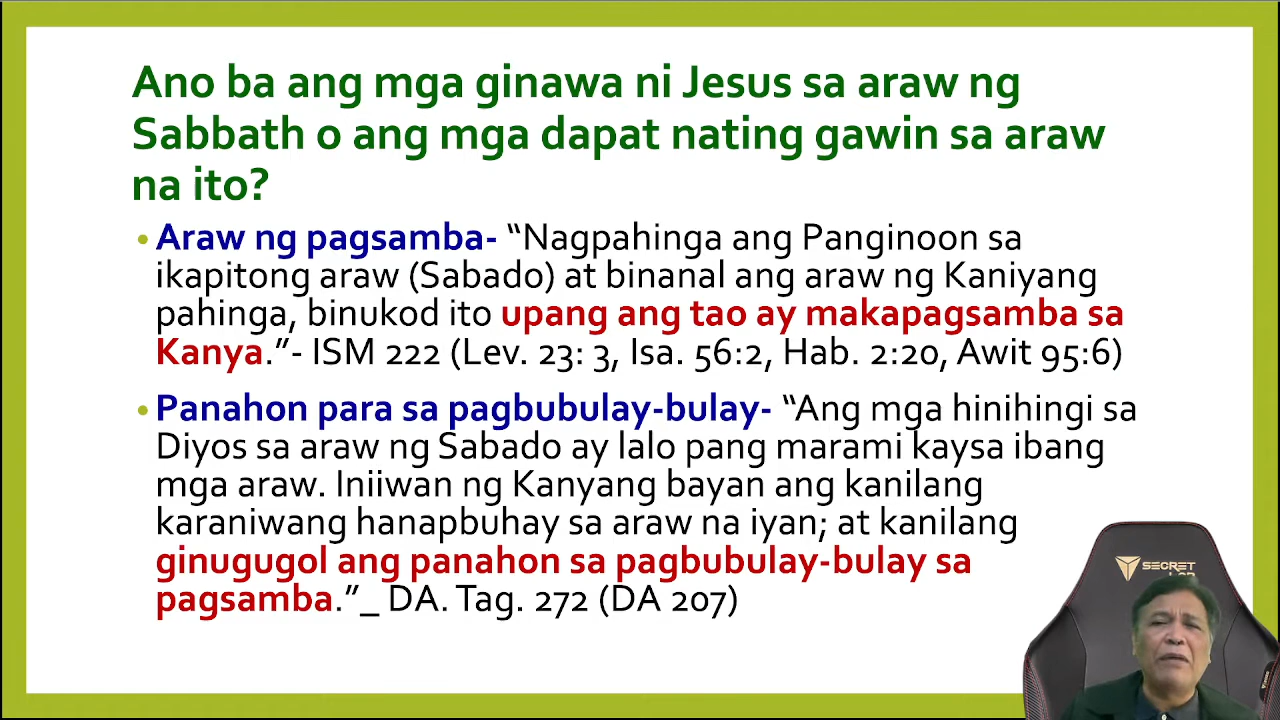 Ano ba ang mga ginawa ni Jesus sa araw ng
Sabbath o ang mga dapat nating gawin sa araw
na ito?
• Araw ng pagsamba- “Nagpahinga ang Panginoon sa
ikapitong araw (Sabado) at binanal ang araw ng Kaniyang
pahinga, binukod ito upang ang tao ay makapagsamba sa
Kanya.”- ISM 222 (Lev. 23: 3, Isa. 56:2, Hab. 2:20, Awit 95:6)
• Panahon para sa pagbubulay-bulay- “Ang mga hinihingi sa
Diyos sa araw ng Sabado ay lalo pang marami kaysa ibang
mga araw. Iniiwan ng Kanyang bayan ang kanilang
karaniwang hanapbuhay sa araw na iyan; at kanilang
ginugugol ang panahon sa pagbubulay-bulay sa
pagsamba.”_ DA. Tag. 272 (DA 207)
SECRET